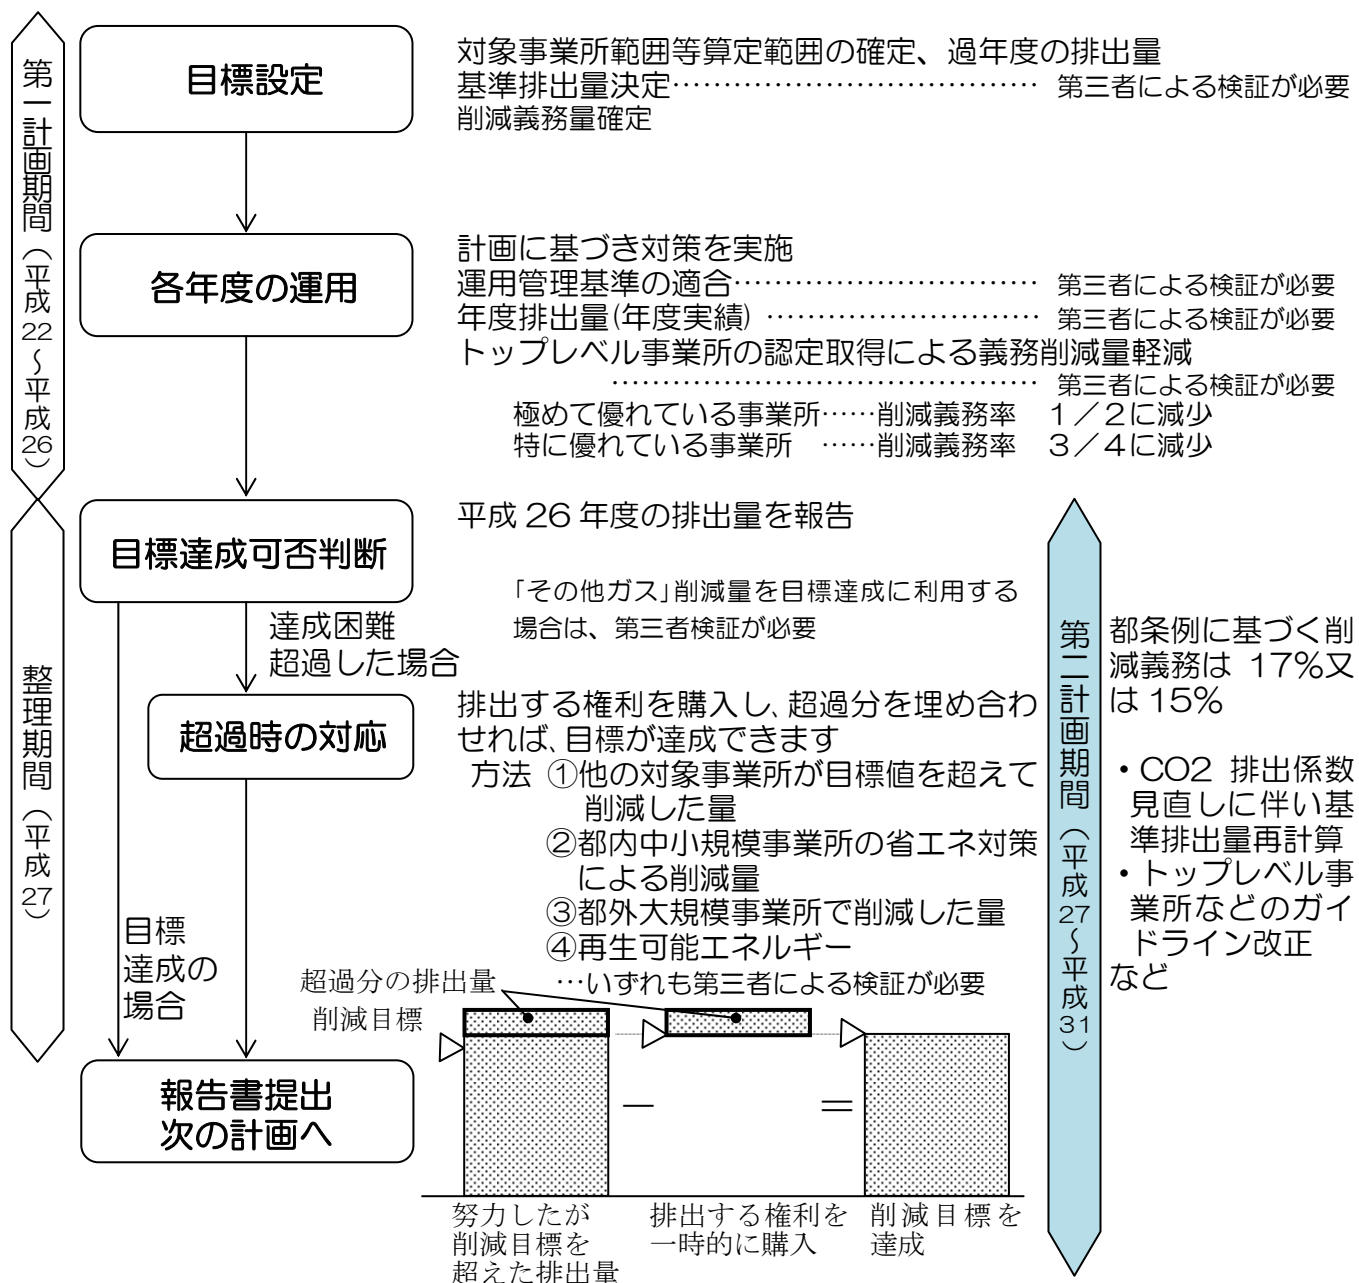 第一計画期間（平成22～平成26）
目標設定
対象事業所範囲等算定範囲の確定、過年度の排出量
基準排出量決定……………………………… 第三者による検証が必要
削減義務量確定
各年度の運用
計画に基づき対策を実施
運用管理基準の適合………………………… 第三者による検証が必要
年度排出量(年度実績) ……………………… 第三者による検証が必要
トップレベル事業所の認定取得による義務削減量軽減
…………………………………… 第三者による検証が必要
極めて優れている事業所……削減義務率　１／２に減少
特に優れている事業所　……削減義務率　３／４に減少
整理期間（平成27）
目標達成可否判断
平成 26 年度の排出量を報告
「その他ガス」削減量を目標達成に利用する
場合は、第三者検証が必要
達成困難
超過した場合
超過時の対応
排出する権利を購入し、超過分を埋め合わ
せれば、目標が達成できます
方法　①他の対象事業所が目標値を超えて
削減した量
②都内中小規模事業所の省エネ対策
による削減量
③都外大規模事業所で削減した量
④再生可能エネルギー
…いずれも第三者による検証が必要
目標
達成の
場合
報告書提出
次の計画へ
超過分の排出量
削減目標
－
＝
努力したが
削減目標を
超えた排出量
排出する権利を
一時的に購入
削減目標を
達成
第二計画期間（平成27～平成31）
都条例に基づく削
減義務は 17%又
は 15%
・CO2 排出係数
見直しに伴い基
準排出量再計算
・トップレベル事
業所などのガイ
ドライン改正
など